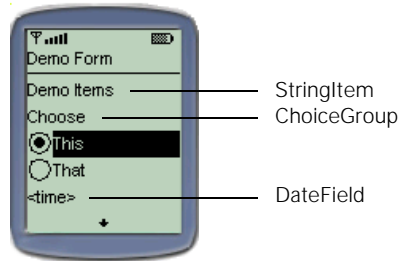 Demo Form
Demo Items
StringItem
Choose
ChoiceGroup
This
That
<time>
DateField